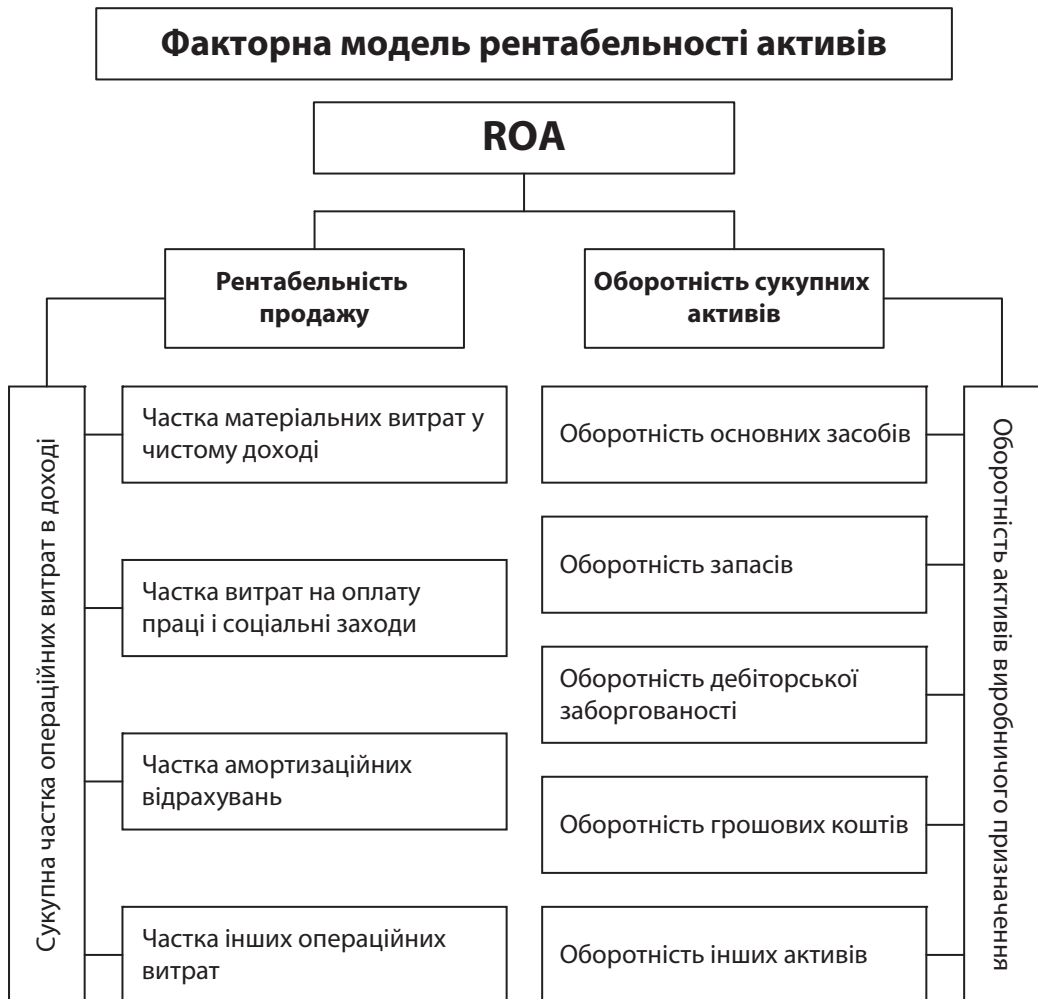 Факторна модель рентабельності активів
ROA
Рентабельність
продажу
Оборотність сукупних
активів
Сукупна частка операційних витрат в доході
Частка матеріальних витрат у
чистому доході
Частка витрат на оплату
праці і соціальні заходи
Частка амортизаційних
відрахувань
Частка інших операційних
витрат
Оборотність основних засобів
Оборотність запасів
Оборотність дебіторської
заборгованості
Оборотність грошових коштів
Оборотність інших активів
Оборотність активів виробничого призначення